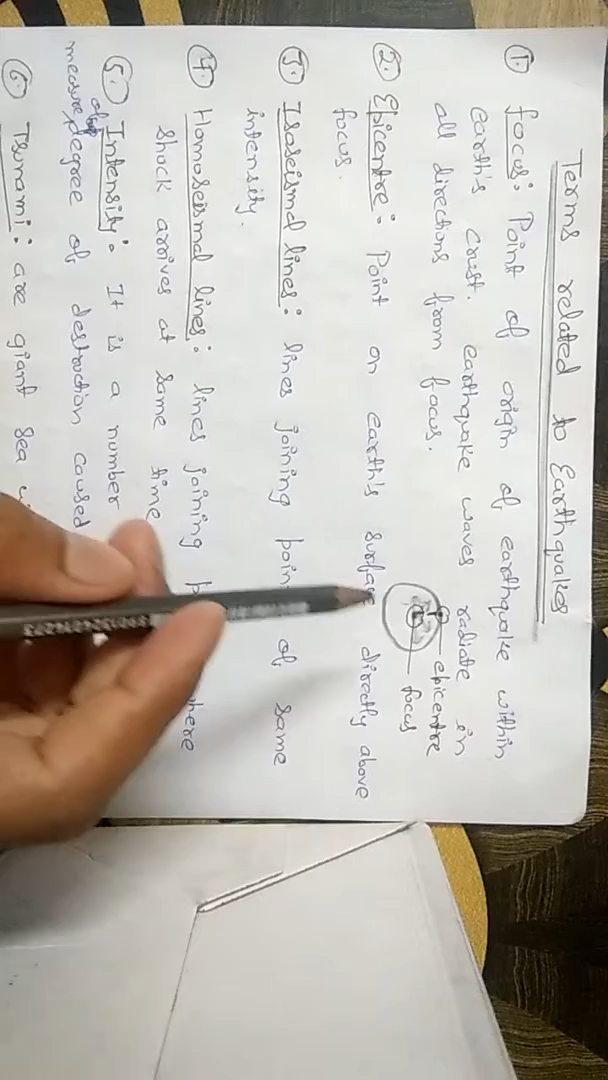 Terms related to Earthquakes
1. focus: Point of origin of earthquake within
earth's crust. earthquake waves radiate in
all directions from focus.
epicentre
focus
2. Epicentre: Point on earth's surface directly above
focus.
3. Isoseismal lines: lines joining of same
intensity.
4. Homoseismal lines: lines joining
shock arrives at same time
5. Intensity: It is a number
measure degree of destruction caused
6. Tsunami: are giant sea